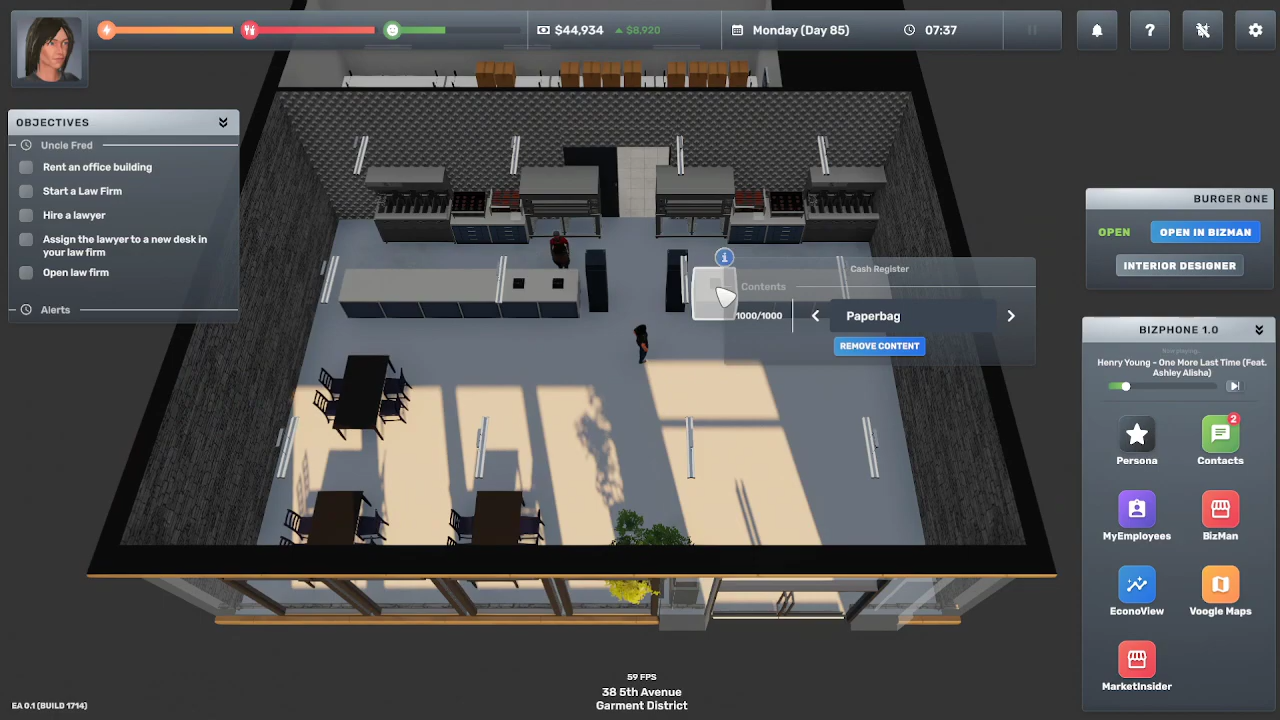 $44,934 ▲ $8,920
Monday (Day 85)
07:37
?
OBJECTIVES
Uncle Fred
Rent an office building
Start a Law Firm
Hire a lawyer
Assign the lawyer to a new desk in
your law firm
Open law firm
Alerts
i
Cash Register
Contents
1000/1000
Paperbag
REMOVE CONTENT
BURGER ONE
OPEN
OPEN IN BIZMAN
INTERIOR DESIGNER
BIZPHONE 1.0
Now playing
Henry Young - One More Last Time (Feat.
Ashley Alisha)
Persona
2
Contacts
MyEmployees
BizMan
EconoView
Voogle Maps
MarketInsider
59 FPS
38 5th Avenue
Garment District
EA 0.1 (BUILD 1714)